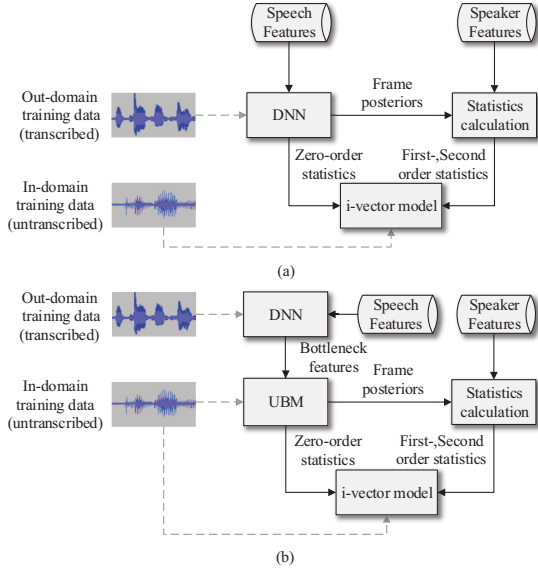 Speech
Features
Speaker
Features
Out-domain
training data
(transcribed)
DNN
Frame
posteriors
Statistics
calculation
Zero-order
statistics
First-,Second
order statistics
In-domain
training data
(untranscribed)
i-vector model
(a)
Out-domain
training data
(transcribed)
DNN
Speech
Features
Speaker
Features
Bottleneck
features
In-domain
training data
(untranscribed)
UBM
Frame
posteriors
Statistics
calculation
Zero-order
statistics
First-,Second
order statistics
i-vector model
(b)